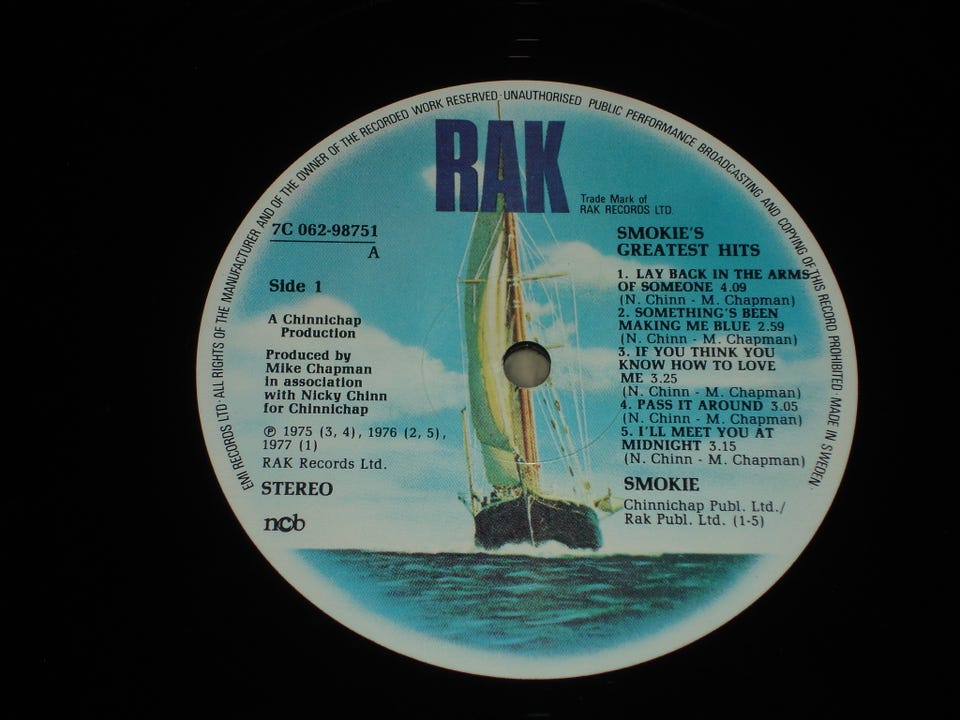 EMI RECORDS LTD·ALL RIGHTS OF THE MANUFACTURER AND OF THE OWNER OF THE RECORDED WORK RESERVED·UNAUTHORISED PUBLIC PERFORMANCE BROADCASTING AND COPYING OF THIS RECORD PROHIBITED·MADE IN SWEDEN·
RAK
Trade Mark of
RAK RECORDS LTD.
7C 062-98751
A
Side 1
A Chinnichap
Production
Produced by
Mike Chapman
in association
with Nicky Chinn
for Chinnichap
℗ 1975 (3, 4), 1976 (2, 5),
1977 (1)
RAK Records Ltd.
STEREO
ncb
SMOKIE'S
GREATEST HITS
1. LAY BACK IN THE ARMS
OF SOMEONE 4.09
(N. Chinn - M. Chapman)
2. SOMETHING'S BEEN
MAKING ME BLUE 2.59
(N. Chinn - M. Chapman)
3. IF YOU THINK YOU
KNOW HOW TO LOVE
ME 3.25
(N. Chinn - M. Chapman)
4. PASS IT AROUND 3.05
(N. Chinn - M. Chapman)
5. I'LL MEET YOU AT
MIDNIGHT 3.15
(N. Chinn - M. Chapman)
SMOKIE
Chinnichap Publ. Ltd./
Rak Publ. Ltd. (1-5)